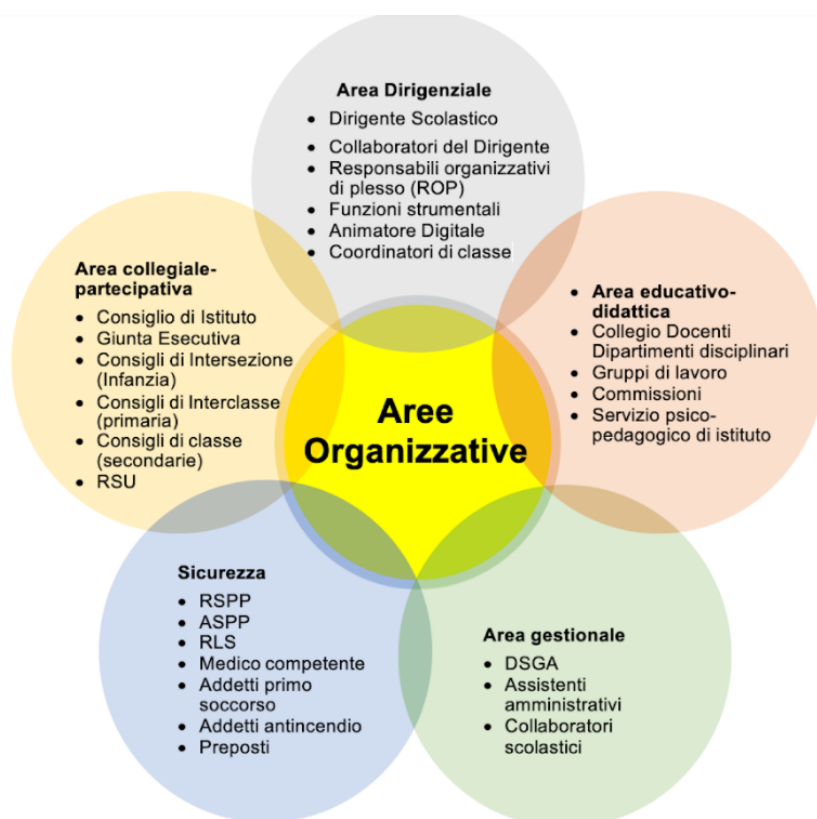 Area Dirigenziale
• Dirigente Scolastico
• Collaboratori del Dirigente
• Responsabili organizzativi
di plesso (ROP)
• Funzioni strumentali
• Animatore Digitale
• Coordinatori di classe
Area collegiale-
partecipativa
• Consiglio di Istituto
• Giunta Esecutiva
• Consigli di Intersezione
(Infanzia)
• Consigli di Interclasse
(primaria)
• Consigli di classe
(secondarie)
• RSU
• Area educativo-
didattica
• Collegio Docenti
Dipartimenti disciplinari
• Gruppi di lavoro
• Commissioni
• Servizio psico-
pedagogico di istituto
Aree
Organizzative
Sicurezza
• RSPP
• ASPP
• RLS
• Medico competente
• Addetti primo
soccorso
• Addetti antincendio
• Preposti
Area gestionale
• DSGA
• Assistenti
amministrativi
• Collaboratori
scolastici